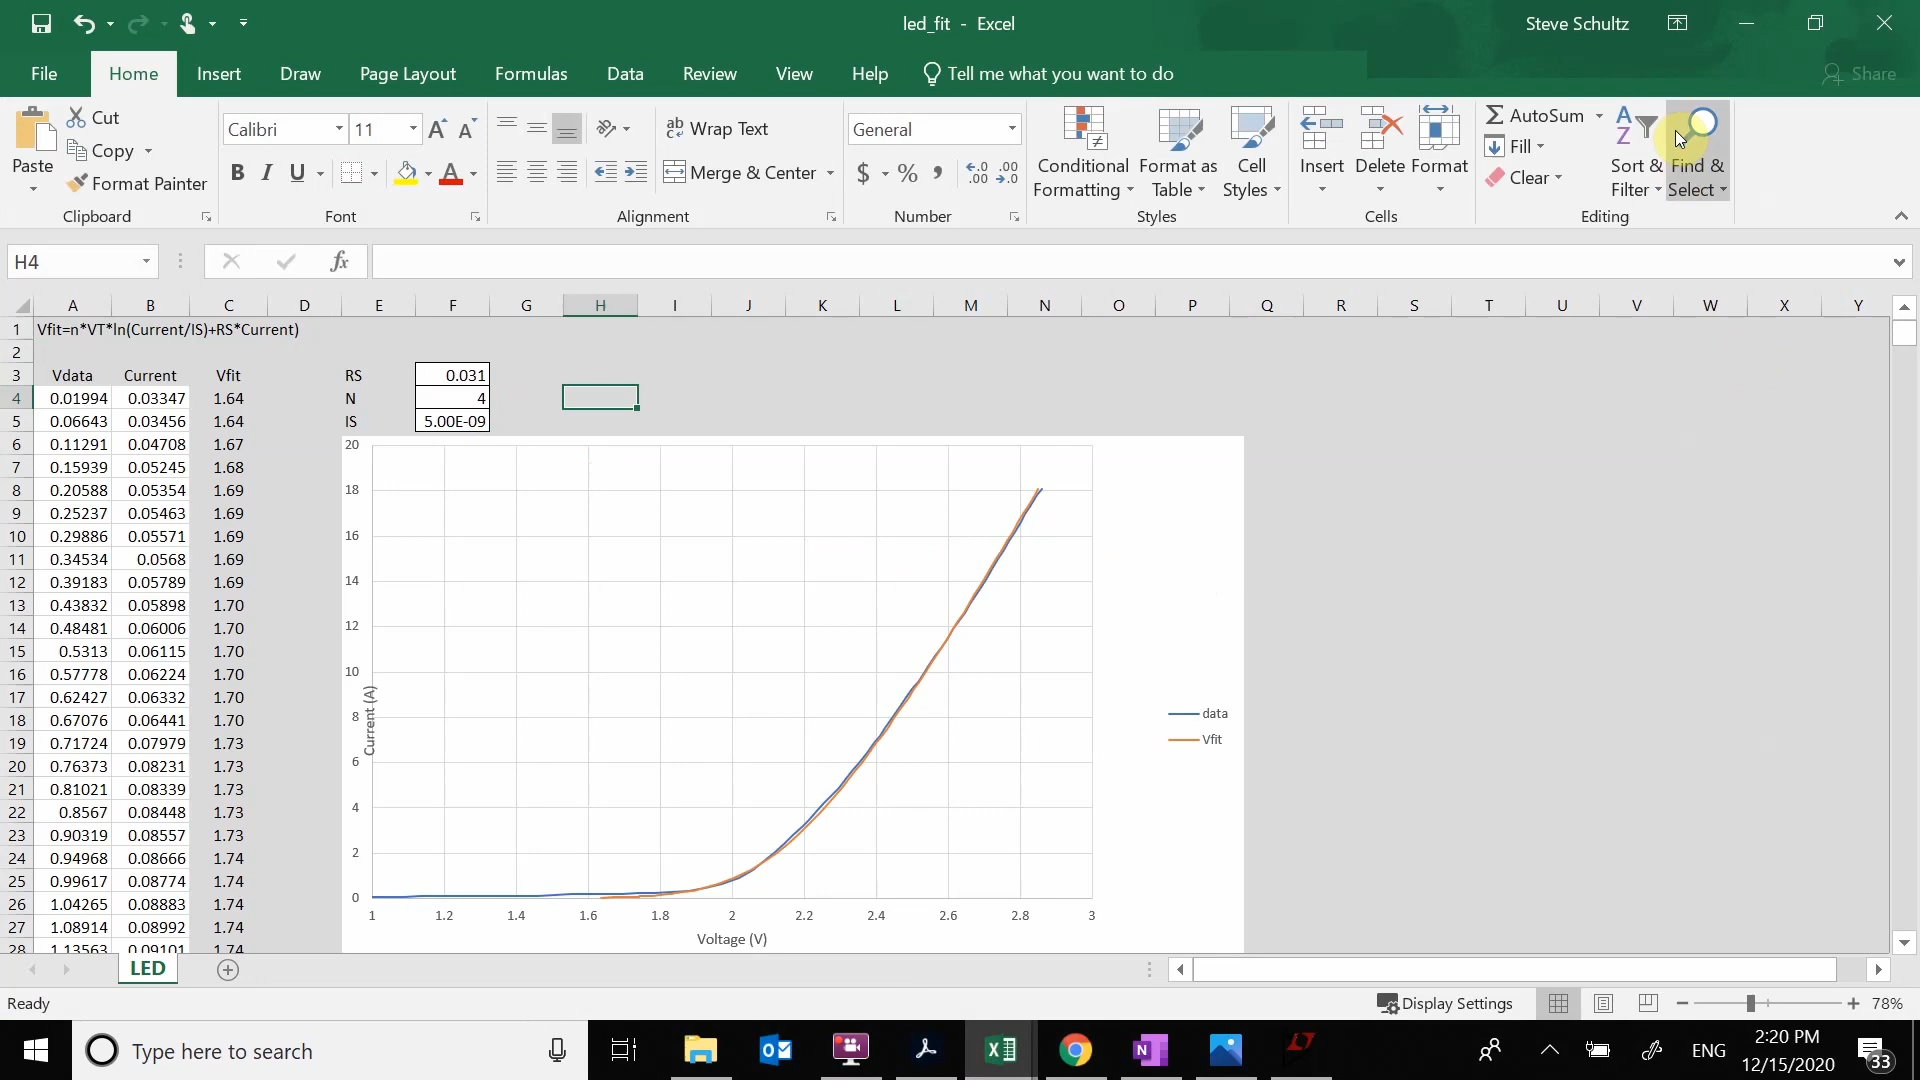 led_fit - Excel
Steve Schultz
File Home Insert Draw Page Layout Formulas Data Review View Help Tell me what you want to do Share
Paste
Cut
Copy
Format Painter
Clipboard
Calibri 11
B I U
Font
Wrap Text
Merge & Center
Alignment
General
$ % ,
Number
Conditional Formatting
Format as Table
Cell Styles
Styles
Insert Delete Format
Cells
AutoSum
Fill
Clear
Sort & Filter
Find & Select
Editing
H4
fx
A B C D E F G H I J K L M N O P Q R S T U V W X Y
1 Vfit=n*VT*ln(Current/IS)+RS*Current)
2
3 Vdata Current Vfit RS 0.031
4 0.01994 0.03347 1.64 N 4
5 0.06643 0.03456 1.64 IS 5.00E-09
6 0.11291 0.04708 1.67
7 0.15939 0.05245 1.68
8 0.20588 0.05354 1.69
9 0.25237 0.05463 1.69
10 0.29886 0.05571 1.69
11 0.34534 0.0568 1.69
12 0.39183 0.05789 1.69
13 0.43832 0.05898 1.70
14 0.48481 0.06006 1.70
15 0.5313 0.06115 1.70
16 0.57778 0.06224 1.70
17 0.62427 0.06332 1.70
18 0.67076 0.06441 1.70
19 0.71724 0.07979 1.73
20 0.76373 0.08231 1.73
21 0.81021 0.08339 1.73
22 0.8567 0.08448 1.73
23 0.90319 0.08557 1.73
24 0.94968 0.08666 1.74
25 0.99617 0.08774 1.74
26 1.04265 0.08883 1.74
27 1.08914 0.08992 1.74
28 1.13563 0.09101 1.74
20
18
16
14
12
10
8
6
4
2
0
Current (A)
1 1.2 1.4 1.6 1.8 2 2.2 2.4 2.6 2.8 3
Voltage (V)
data
Vfit
LED
Ready
Display Settings
78%
Type here to search
ENG
2:20 PM
12/15/2020
33